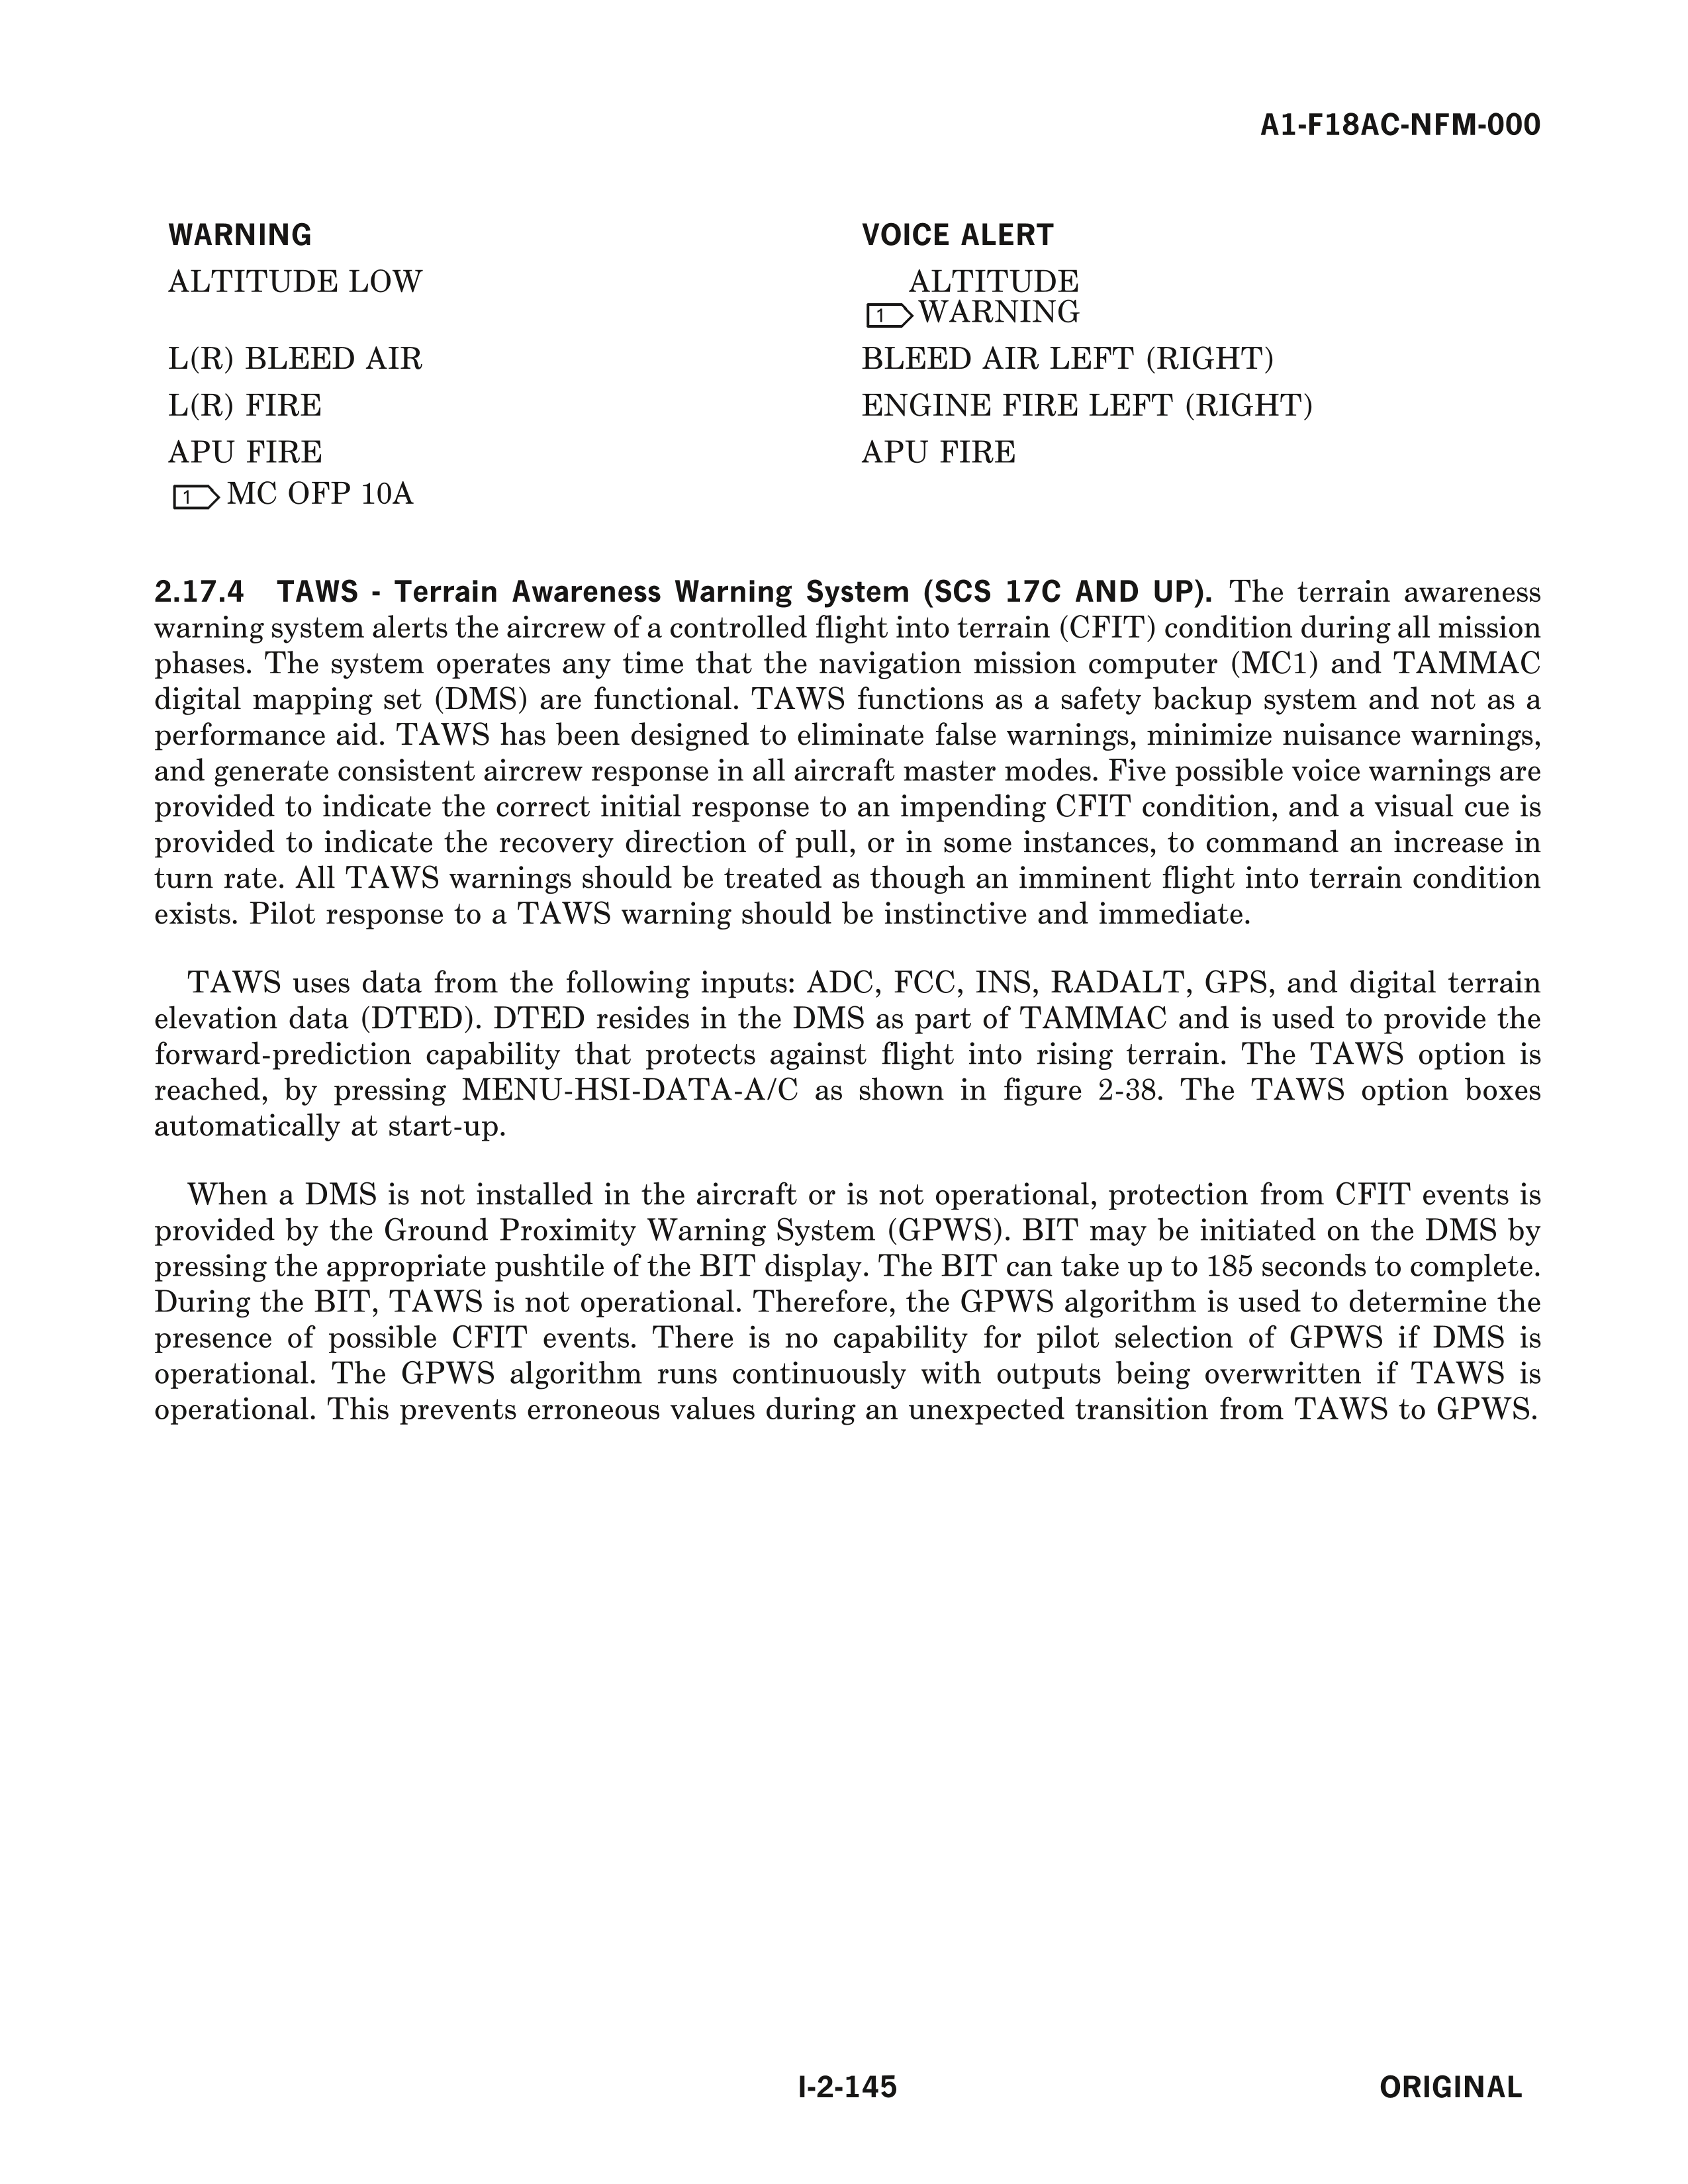 A1-F18AC-NFM-000
WARNING VOICE ALERT
ALTITUDE LOW ALTITUDE
1 WARNING
L(R) BLEED AIR BLEED AIR LEFT (RIGHT)
L(R) FIRE ENGINE FIRE LEFT (RIGHT)
APU FIRE APU FIRE
1 MC OFP 10A
2.17.4 TAWS - Terrain Awareness Warning System (SCS 17C AND UP). The terrain awareness
warning system alerts the aircrew of a controlled flight into terrain (CFIT) condition during all mission
phases. The system operates any time that the navigation mission computer (MC1) and TAMMAC
digital mapping set (DMS) are functional. TAWS functions as a safety backup system and not as a
performance aid. TAWS has been designed to eliminate false warnings, minimize nuisance warnings,
and generate consistent aircrew response in all aircraft master modes. Five possible voice warnings are
provided to indicate the correct initial response to an impending CFIT condition, and a visual cue is
provided to indicate the recovery direction of pull, or in some instances, to command an increase in
turn rate. All TAWS warnings should be treated as though an imminent flight into terrain condition
exists. Pilot response to a TAWS warning should be instinctive and immediate.
TAWS uses data from the following inputs: ADC, FCC, INS, RADALT, GPS, and digital terrain
elevation data (DTED). DTED resides in the DMS as part of TAMMAC and is used to provide the
forward-prediction capability that protects against flight into rising terrain. The TAWS option is
reached, by pressing MENU-HSI-DATA-A/C as shown in figure 2-38. The TAWS option boxes
automatically at start-up.
When a DMS is not installed in the aircraft or is not operational, protection from CFIT events is
provided by the Ground Proximity Warning System (GPWS). BIT may be initiated on the DMS by
pressing the appropriate pushtile of the BIT display. The BIT can take up to 185 seconds to complete.
During the BIT, TAWS is not operational. Therefore, the GPWS algorithm is used to determine the
presence of possible CFIT events. There is no capability for pilot selection of GPWS if DMS is
operational. The GPWS algorithm runs continuously with outputs being overwritten if TAWS is
operational. This prevents erroneous values during an unexpected transition from TAWS to GPWS.
I-2-145 ORIGINAL